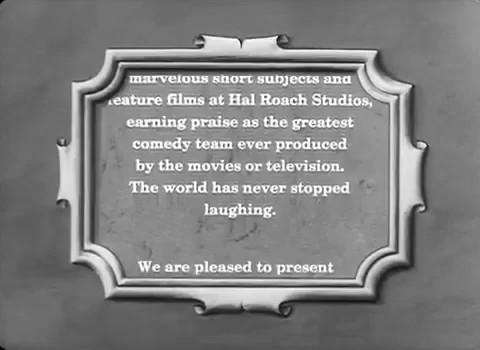 marvelous short subjects and
feature films at Hal Roach Studios,
earning praise as the greatest
comedy team ever produced
by the movies or television.
The world has never stopped
laughing.
We are pleased to present